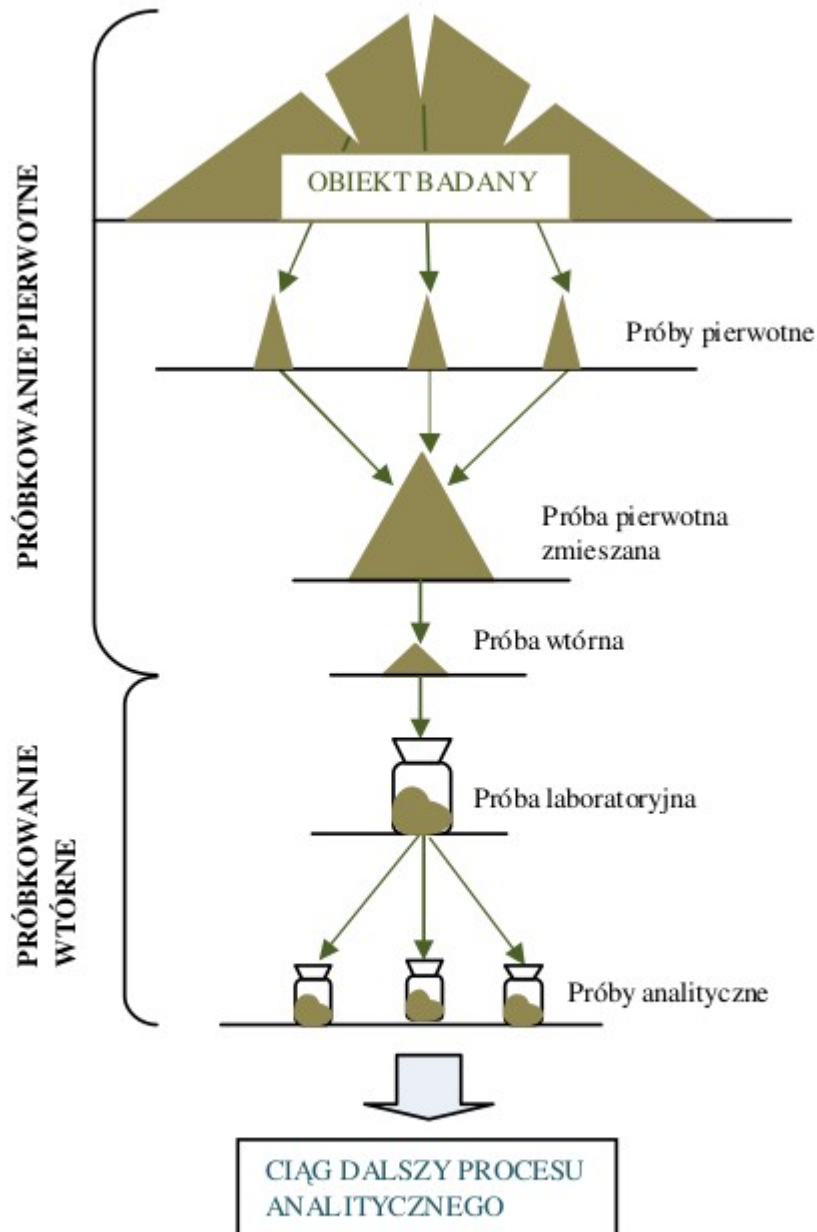 PRÓBKOWANIE PIERWOTNE
OBIEKT BADANY
Próby pierwotne
Próba pierwotna
zmieszana
Próba wtórna
PRÓBKOWANIE
WTÓRNE
Próba laboratoryjna
Próby analityczne
CIĄG DALSZY PROCESU
ANALITYCZNEGO